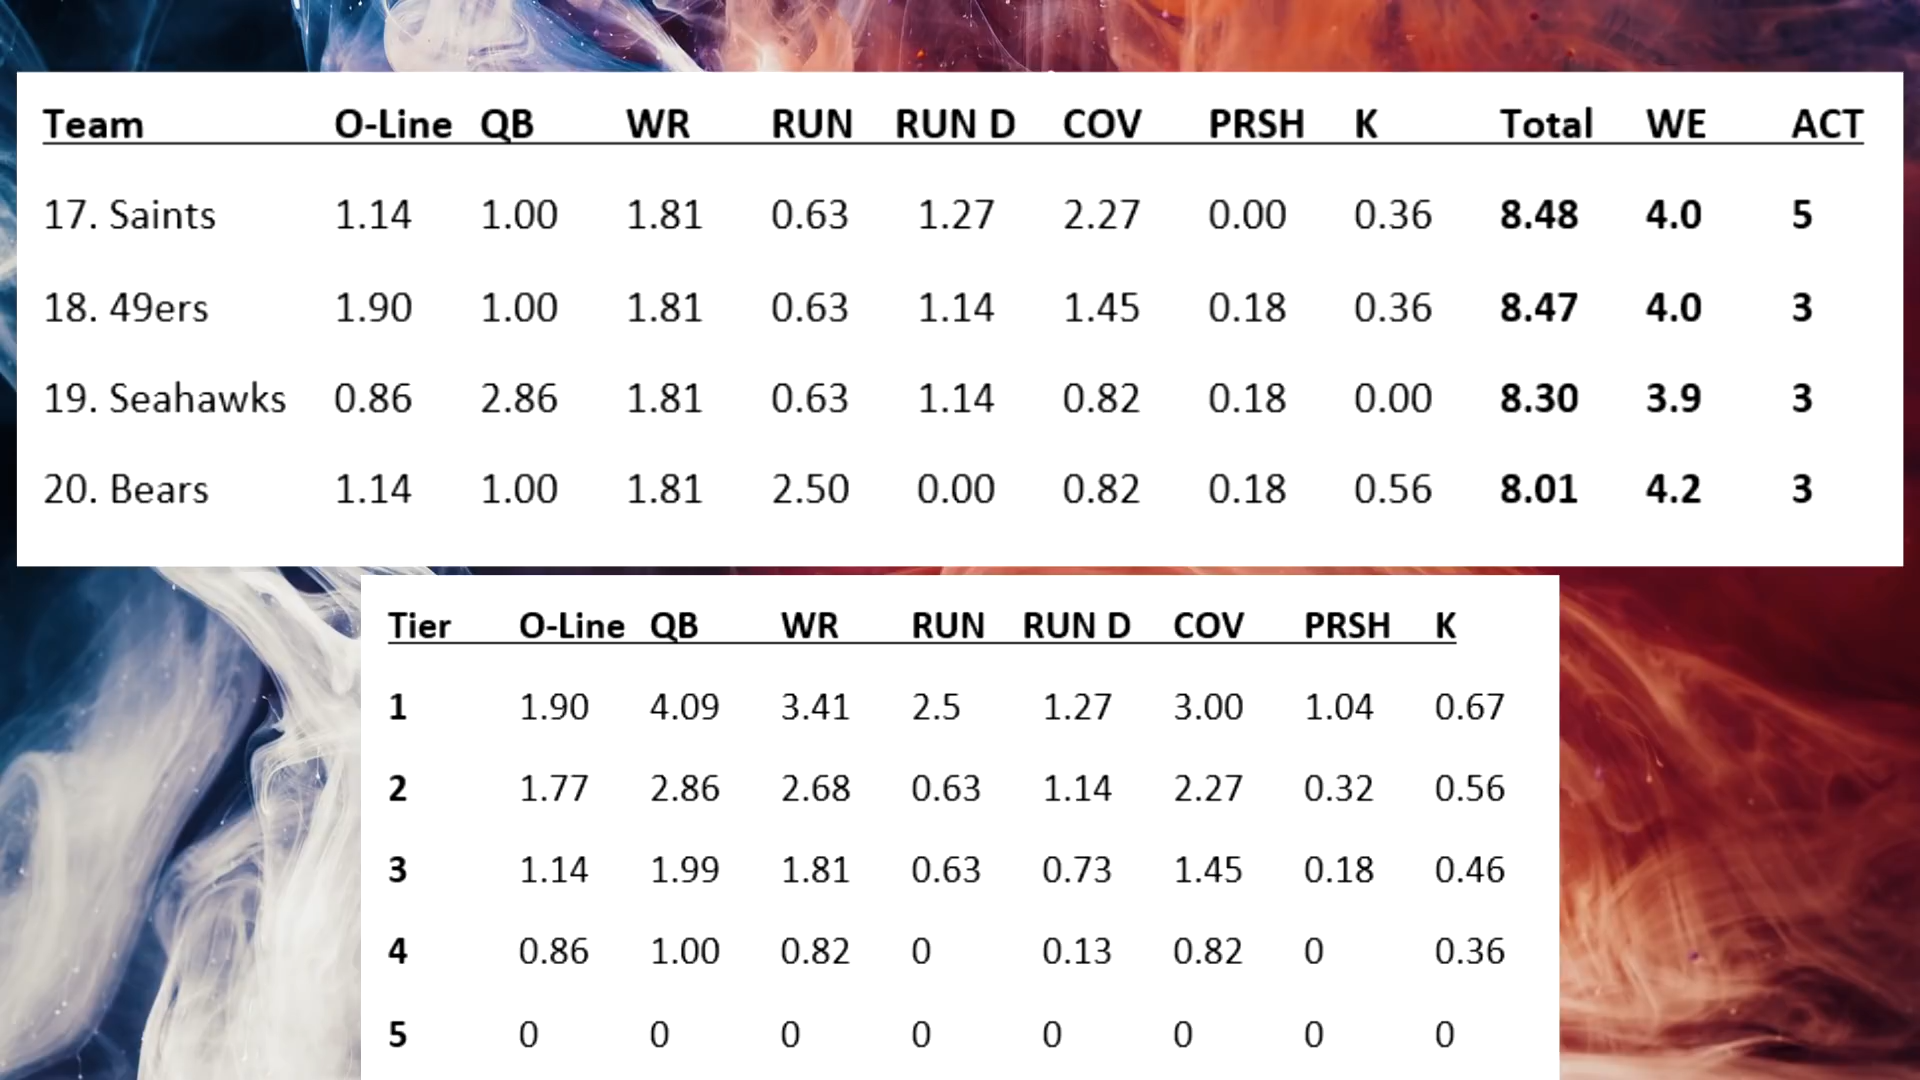 Team O-Line QB WR RUN RUN D COV PRSH K Total WE ACT
17. Saints 1.14 1.00 1.81 0.63 1.27 2.27 0.00 0.36 8.48 4.0 5
18. 49ers 1.90 1.00 1.81 0.63 1.14 1.45 0.18 0.36 8.47 4.0 3
19. Seahawks 0.86 2.86 1.81 0.63 1.14 0.82 0.18 0.00 8.30 3.9 3
20. Bears 1.14 1.00 1.81 2.50 0.00 0.82 0.18 0.56 8.01 4.2 3
Tier O-Line QB WR RUN RUN D COV PRSH K
1 1.90 4.09 3.41 2.5 1.27 3.00 1.04 0.67
2 1.77 2.86 2.68 0.63 1.14 2.27 0.32 0.56
3 1.14 1.99 1.81 0.63 0.73 1.45 0.18 0.46
4 0.86 1.00 0.82 0 0.13 0.82 0 0.36
5 0 0 0 0 0 0 0 0